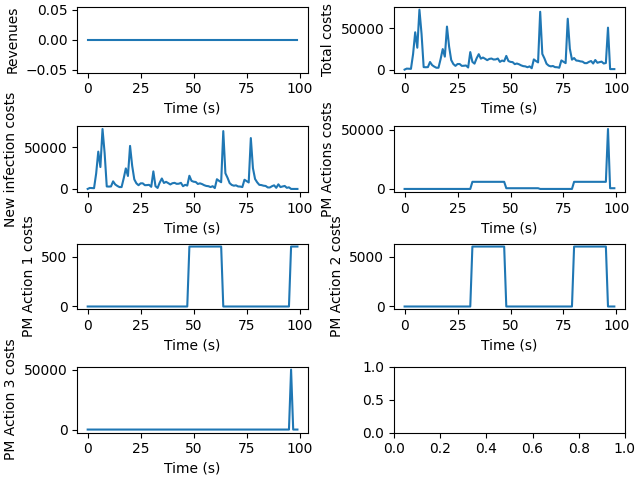 Revenues
0.05
0.00
−0.05
0 25 50 75 100
Time (s)
Total costs
50000
0
0 25 50 75 100
Time (s)
New infection costs
50000
0
0 25 50 75 100
Time (s)
PM Actions costs
50000
0
0 25 50 75 100
Time (s)
PM Action 1 costs
500
0
0 25 50 75 100
Time (s)
PM Action 2 costs
5000
0
0 25 50 75 100
Time (s)
PM Action 3 costs
50000
0
0 25 50 75 100
Time (s)
1.0
0.5
0.0
0.0 0.2 0.4 0.6 0.8 1.0